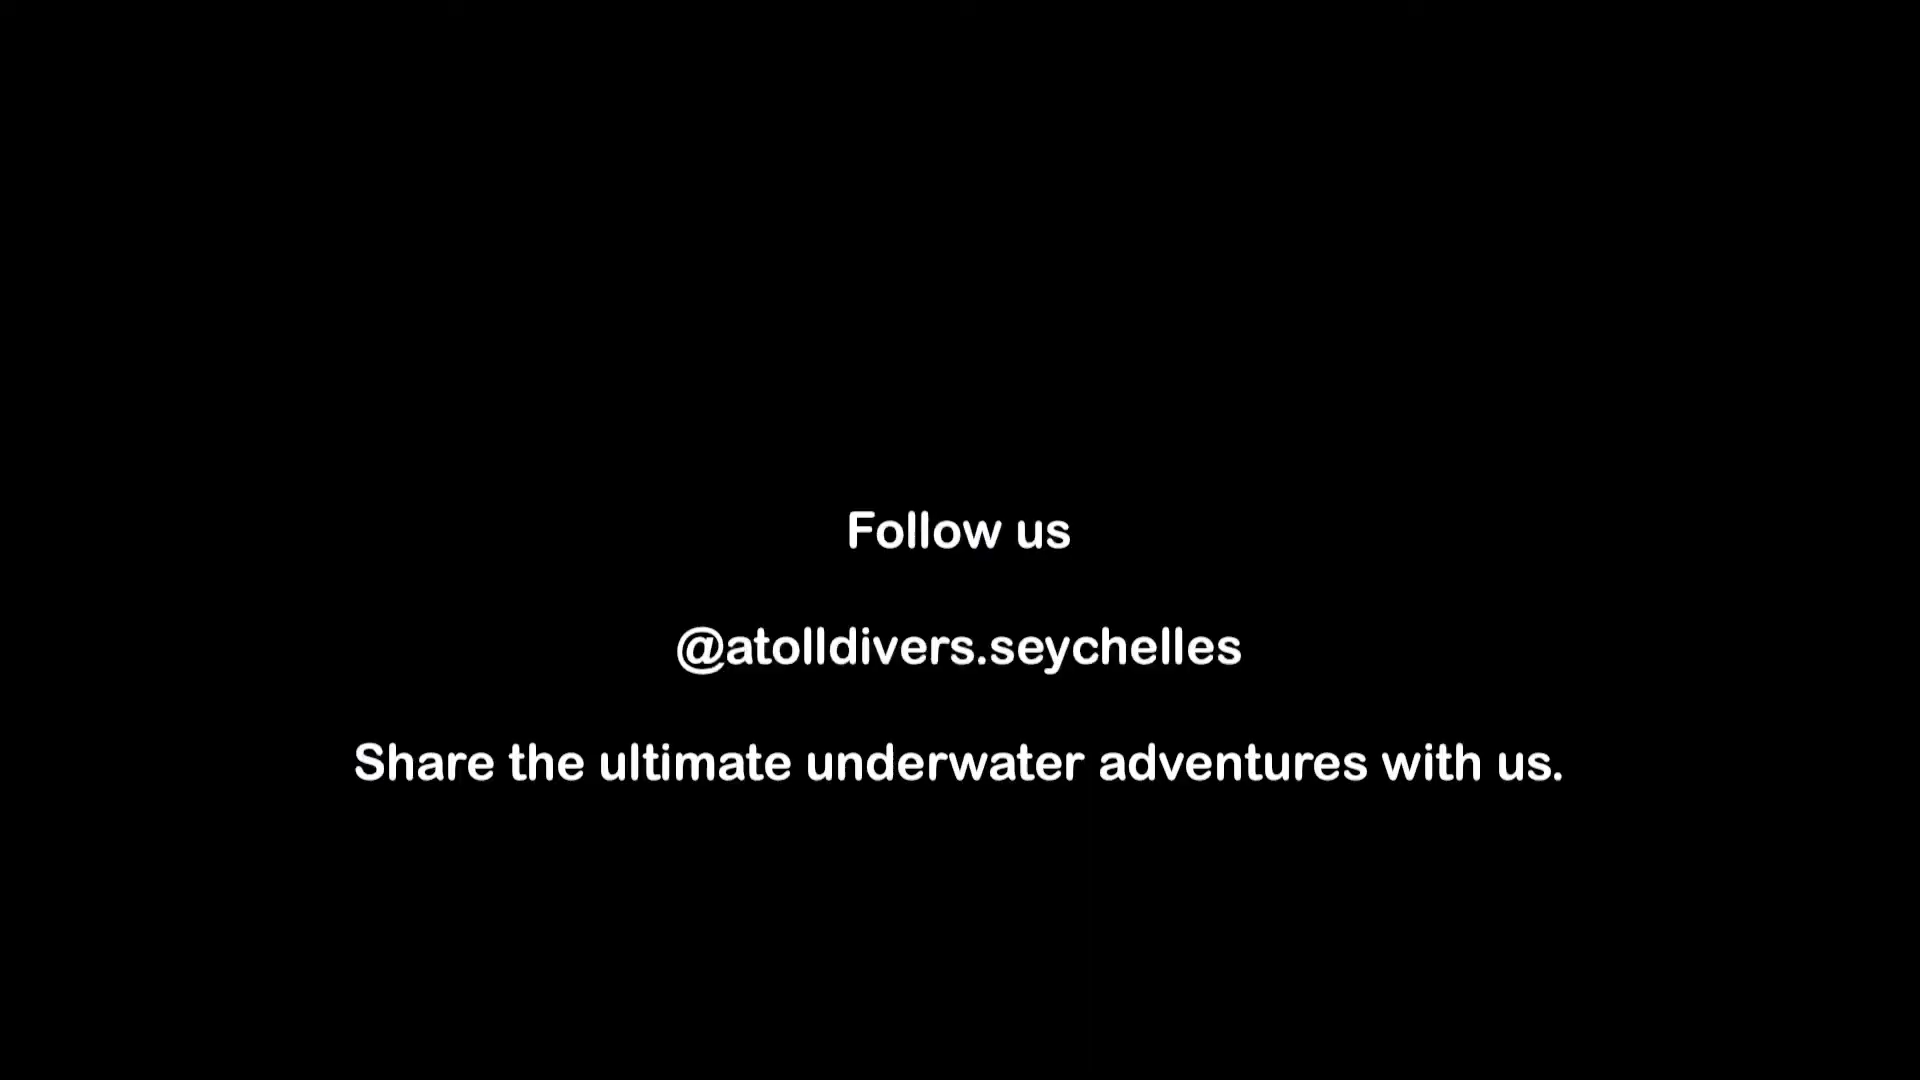 Follow us
@atolldivers.seychelles
Share the ultimate underwater adventures with us.